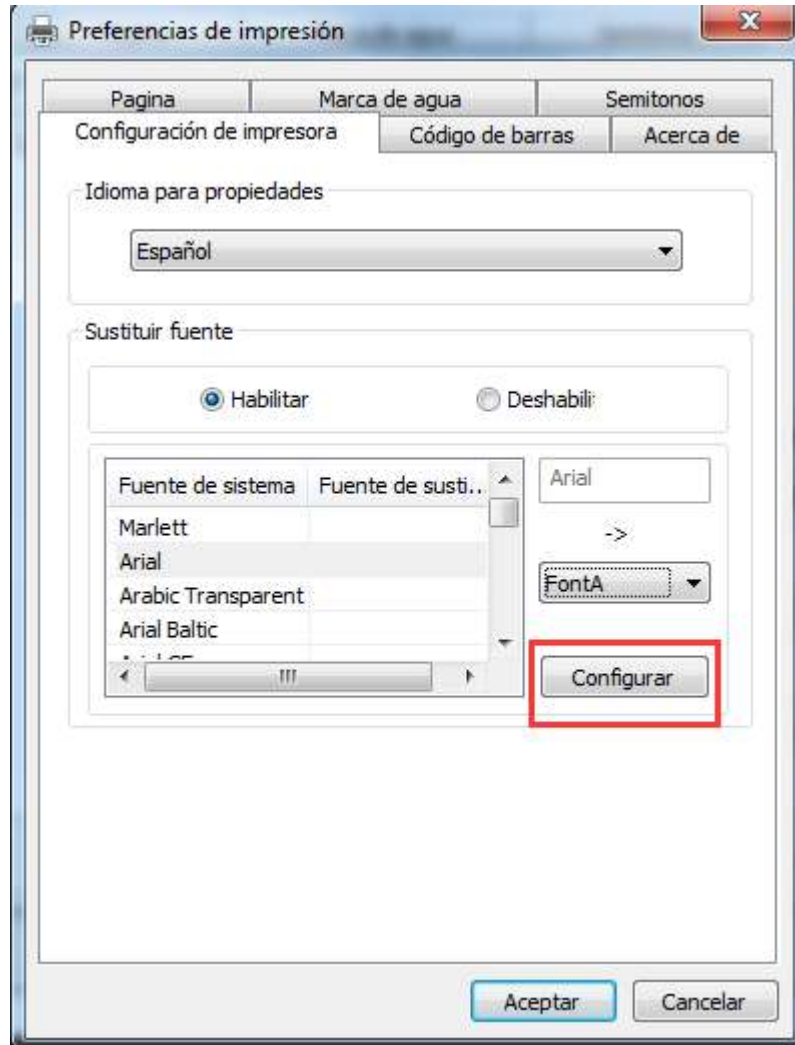 Preferencias de impresión
Pagina Marca de agua Semitonos
Configuración de impresora Código de barras Acerca de
Idioma para propiedades
Español
Sustituir fuente
Habilitar Deshabili
Fuente de sistema Fuente de susti...
Arial
Marlett
->
Arial
FontA
Arabic Transparent
Arial Baltic
Configurar
Aceptar Cancelar